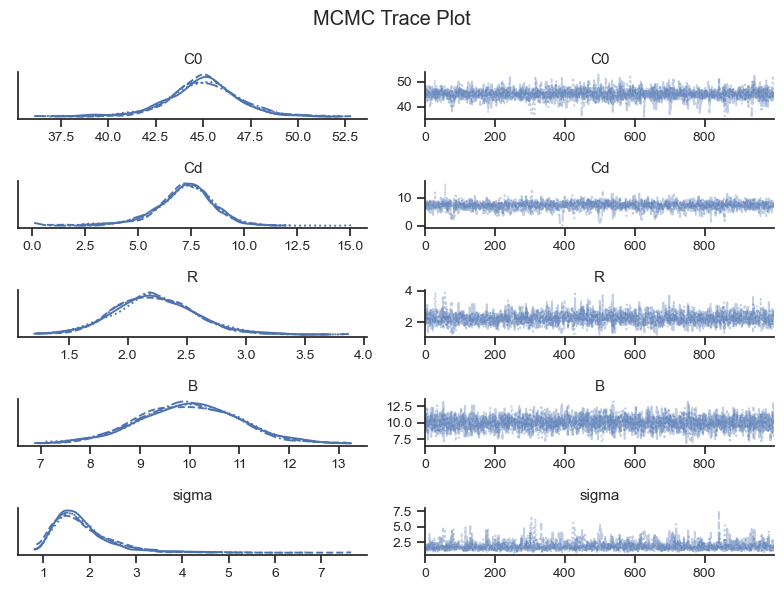 MCMC Trace Plot
C0
37.5 40.0 42.5 45.0 47.5 50.0 52.5
C0
50
40
0 200 400 600 800
Cd
0.0 2.5 5.0 7.5 10.0 12.5 15.0
Cd
10
0
0 200 400 600 800
R
1.5 2.0 2.5 3.0 3.5 4.0
R
4
2
0 200 400 600 800
B
7 8 9 10 11 12 13
B
12.5
10.0
7.5
0 200 400 600 800
sigma
1 2 3 4 5 6 7
sigma
7.5
5.0
2.5
0 200 400 600 800